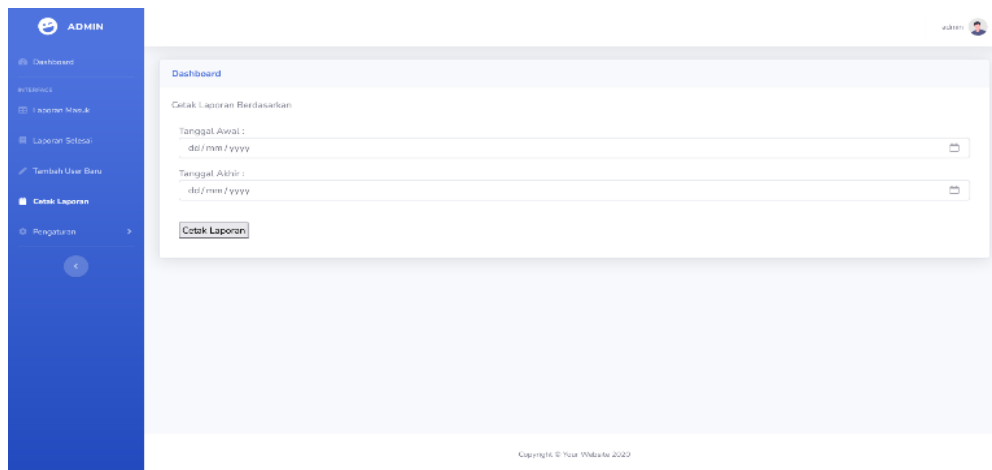 ADMIN
admin
Dashboard
INTERFACE
Laporan Masuk
Laporan Selesai
Tambah User Baru
Cetak Laporan
Pengaturan
Dashboard
Cetak Laporan Berdasarkan
Tanggal Awal :
dd/mm/yyyy
Tanggal Akhir :
dd/mm/yyyy
Cetak Laporan
Copyright © Your Website 2020